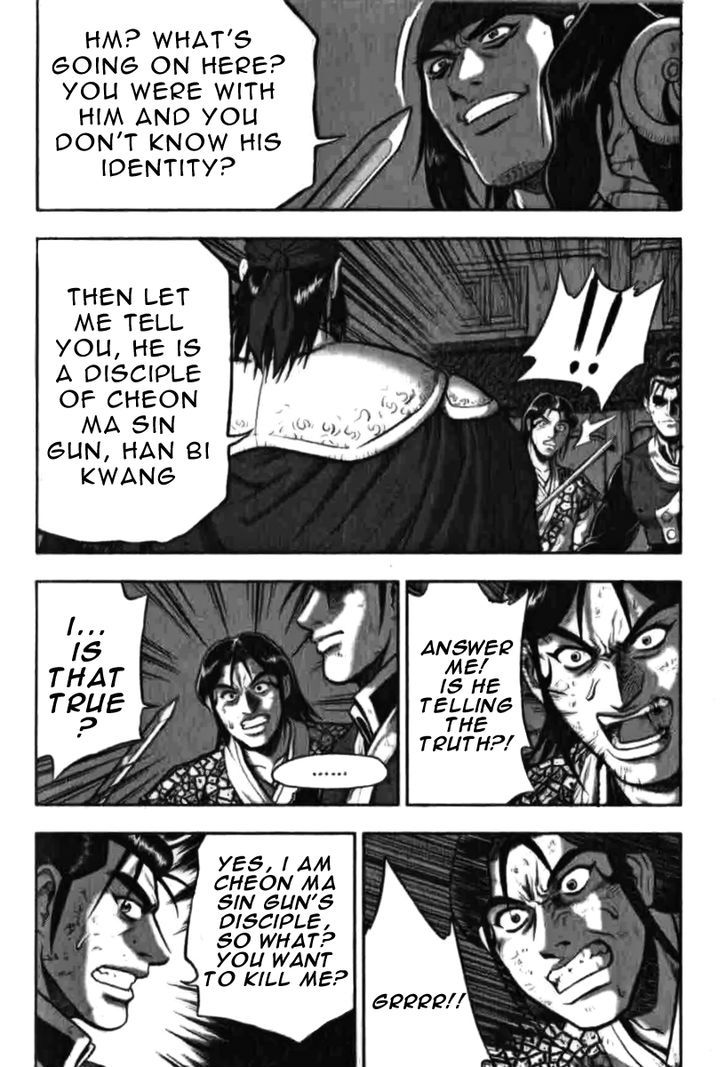 HM? WHAT'S
GOING ON HERE?
YOU WERE WITH
HIM AND YOU
DON'T KNOW HIS
IDENTITY?
THEN LET
ME TELL
YOU, HE IS
A DISCIPLE
OF CHEON
MA SIN
GUN, HAN BI
KWANG
!!
I...
IS
THAT
TRUE
?
......
ANSWER
ME!
IS HE
TELLING
THE
TRUTH?!
YES, I AM
CHEON MA
SIN GUN'S
DISCIPLE,
SO WHAT?
YOU WANT
TO KILL ME?
GRRRR!!